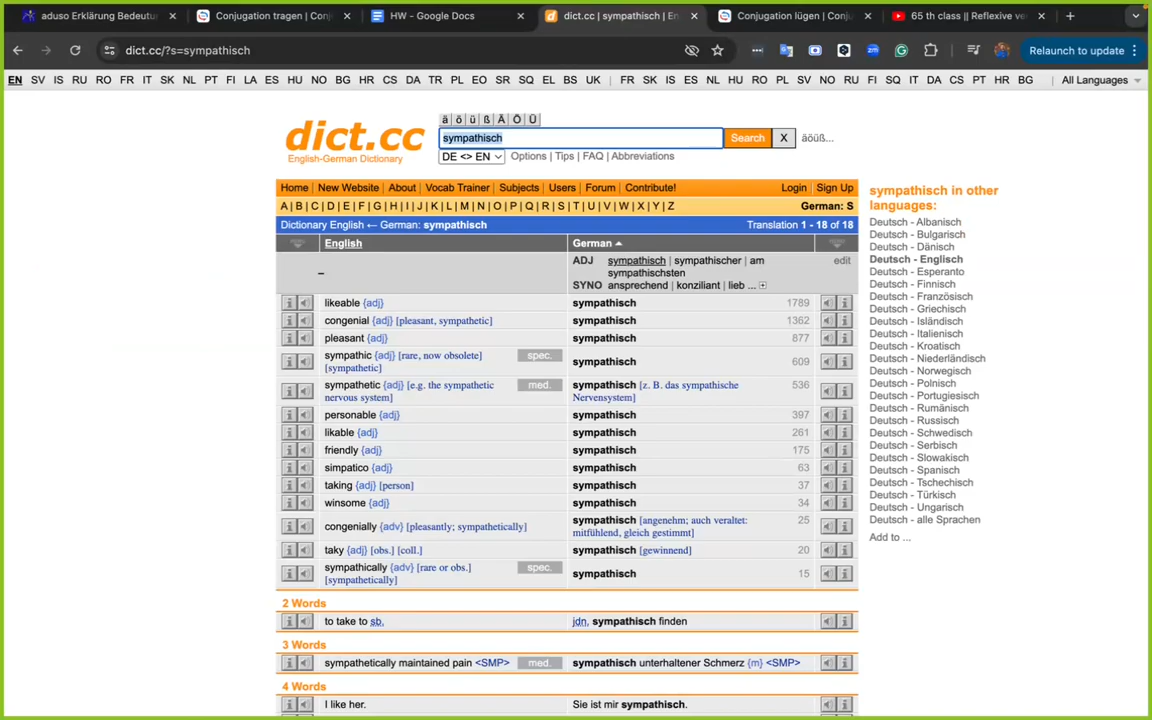 aduso Erklärung Bedeutu
Conjugation tragen | Conj
HW - Google Docs
dict.cc | sympathisch | En
Conjugation lügen | Conju
65 th class || Reflexive ve
dict.cc/?s=sympathisch
Relaunch to update
EN SV IS RU RO FR IT SK NL PT FI LA ES HU NO BG HR CS DA TR PL EO SR SQ EL BS UK | FR SK IS ES NL HU RO PL SV NO RU FI SQ IT DA CS PT HR BG | All Languages
ä ö ü ß Ä Ö Ü
dict.cc
English-German Dictionary
sympathisch Search X äöüß...
DE <> EN Options | Tips | FAQ | Abbreviations
Home | New Website | About | Vocab Trainer | Subjects | Users | Forum | Contribute! Login | Sign Up
A | B | C | D | E | F | G | H | I | J | K | L | M | N | O | P | Q | R | S | T | U | V | W | X | Y | Z German: S
Dictionary English ← German: sympathisch Translation 1 - 18 of 18
English German
– ADJ sympathisch | sympathischer | am sympathischsten edit
SYNO ansprechend | konziliant | lieb ...
likeable {adj} sympathisch 1789
congenial {adj} [pleasant, sympathetic] sympathisch 1362
pleasant {adj} sympathisch 877
sympathic {adj} [rare, now obsolete] [sympathetic] spec. sympathisch 609
sympathetic {adj} [e.g. the sympathetic nervous system] med. sympathisch [z. B. das sympathische Nervensystem] 536
personable {adj} sympathisch 397
likable {adj} sympathisch 261
friendly {adj} sympathisch 175
simpatico {adj} sympathisch 63
taking {adj} [person] sympathisch 37
winsome {adj} sympathisch 34
congenially {adv} [pleasantly; sympathetically] sympathisch [angenehm; auch veraltet: mitfühlend, gleich gestimmt] 25
taky {adj} [obs.] [coll.] sympathisch [gewinnend] 20
sympathically {adv} [rare or obs.] [sympathetically] spec. sympathisch 15
2 Words
to take to sb. jdn. sympathisch finden
3 Words
sympathetically maintained pain <SMP> med. sympathisch unterhaltener Schmerz {m} <SMP>
4 Words
I like her. Sie ist mir sympathisch.
sympathisch in other
languages:
Deutsch - Albanisch
Deutsch - Bulgarisch
Deutsch - Dänisch
Deutsch - Englisch
Deutsch - Esperanto
Deutsch - Finnisch
Deutsch - Französisch
Deutsch - Griechisch
Deutsch - Isländisch
Deutsch - Italienisch
Deutsch - Kroatisch
Deutsch - Niederländisch
Deutsch - Norwegisch
Deutsch - Polnisch
Deutsch - Portugiesisch
Deutsch - Rumänisch
Deutsch - Russisch
Deutsch - Schwedisch
Deutsch - Serbisch
Deutsch - Slowakisch
Deutsch - Spanisch
Deutsch - Tschechisch
Deutsch - Türkisch
Deutsch - Ungarisch
Deutsch - alle Sprachen
Add to ...